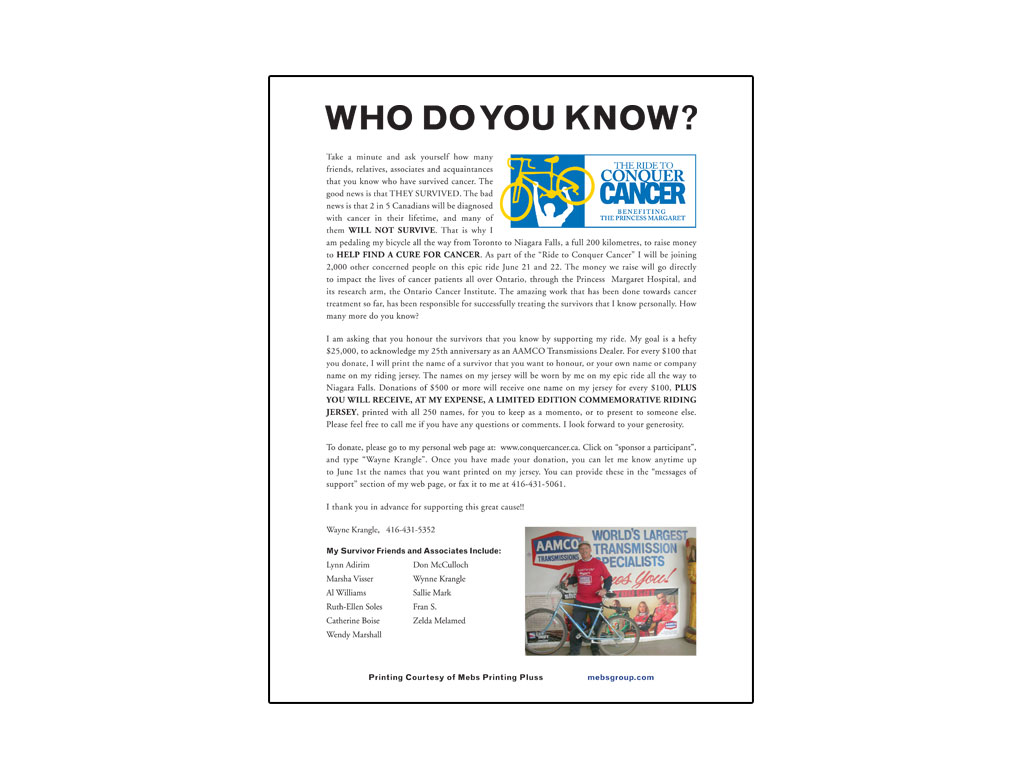 WHO DO YOU KNOW?
Take a minute and ask yourself how many
friends, relatives, associates and acquaintances
that you know who have survived cancer. The
good news is that THEY SURVIVED. The bad
news is that 2 in 5 Canadians will be diagnosed
with cancer in their lifetime, and many of
them WILL NOT SURVIVE. That is why I
THE RIDE TO
CONQUER
CANCER
BENEFITING
THE PRINCESS MARGARET
am pedaling my bicycle all the way from Toronto to Niagara Falls, a full 200 kilometres, to raise money
to HELP FIND A CURE FOR CANCER. As part of the “Ride to Conquer Cancer” I will be joining
2,000 other concerned people on this epic ride June 21 and 22. The money we raise will go directly
to impact the lives of cancer patients all over Ontario, through the Princess Margaret Hospital, and
its research arm, the Ontario Cancer Institute. The amazing work that has been done towards cancer
treatment so far, has been responsible for successfully treating the survivors that I know personally. How
many more do you know?
I am asking that you honour the survivors that you know by supporting my ride. My goal is a hefty
$25,000, to acknowledge my 25th anniversary as an AAMCO Transmissions Dealer. For every $100 that
you donate, I will print the name of a survivor that you want to honour, or your own name or company
name on my riding jersey. The names on my jersey will be worn by me on my epic ride all the way to
Niagara Falls. Donations of $500 or more will receive one name on my jersey for every $100, PLUS
YOU WILL RECEIVE, AT MY EXPENSE, A LIMITED EDITION COMMEMORATIVE RIDING
JERSEY, printed with all 250 names, for you to keep as a momento, or to present to someone else.
Please feel free to call me if you have any questions or comments. I look forward to your generosity.
To donate, please go to my personal web page at: www.conquercancer.ca. Click on “sponsor a participant”,
and type “Wayne Krangle”. Once you have made your donation, you can let me know anytime up
to June 1st the names that you want printed on my jersey. You can provide these in the “messages of
support” section of my web page, or fax it to me at 416-431-5061.
I thank you in advance for supporting this great cause!!
Wayne Krangle, 416-431-5352
My Survivor Friends and Associates Include:
Lynn Adirim Don McCulloch
Marsha Visser Wynne Krangle
Al Williams Sallie Mark
Ruth-Ellen Soles Fran S.
Catherine Boise Zelda Melamed
Wendy Marshall
AAMCO
TRANSMISSIONS
WORLD'S LARGEST
TRANSMISSION
SPECIALISTS
You!
Printing Courtesy of Mebs Printing Pluss mebsgroup.com